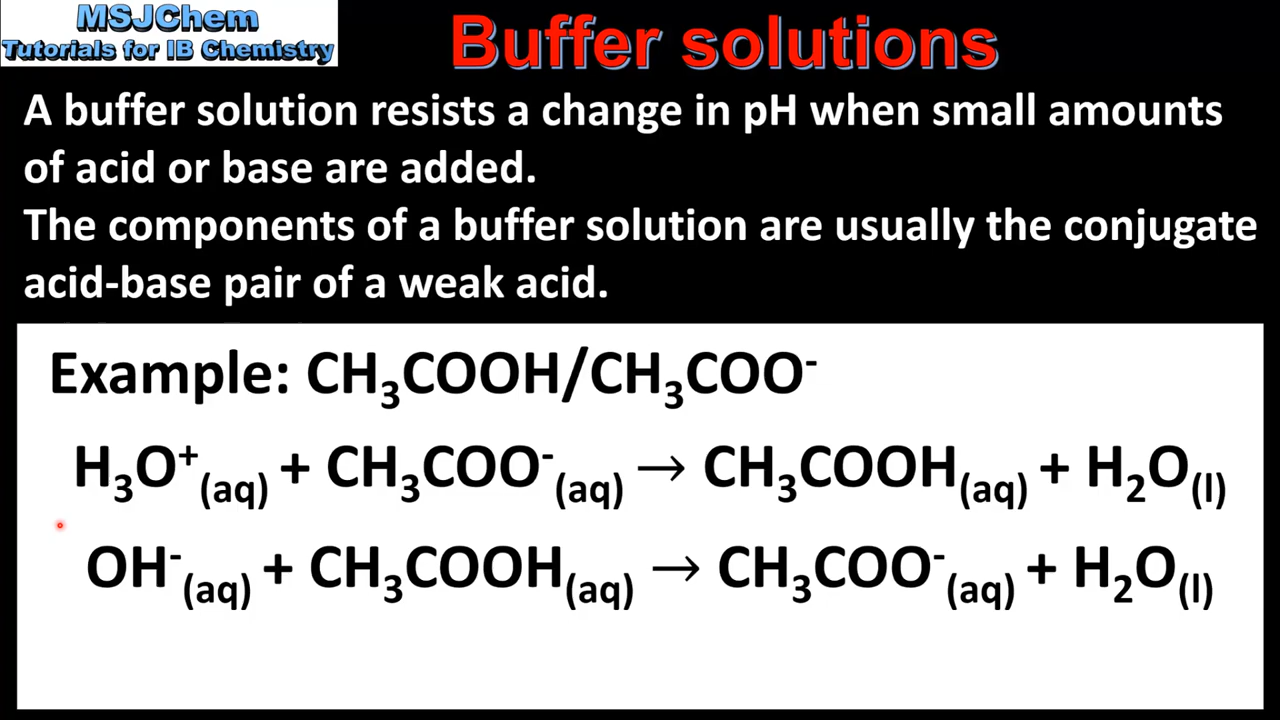 MSJChem
Tutorials for IB Chemistry
Buffer solutions
A buffer solution resists a change in pH when small amounts
of acid or base are added.
The components of a buffer solution are usually the conjugate
acid-base pair of a weak acid.
Example: CH₃COOH/CH₃COO⁻
H₃O⁺(aq) + CH₃COO⁻(aq) → CH₃COOH(aq) + H₂O(l)
OH⁻(aq) + CH₃COOH(aq) → CH₃COO⁻(aq) + H₂O(l)